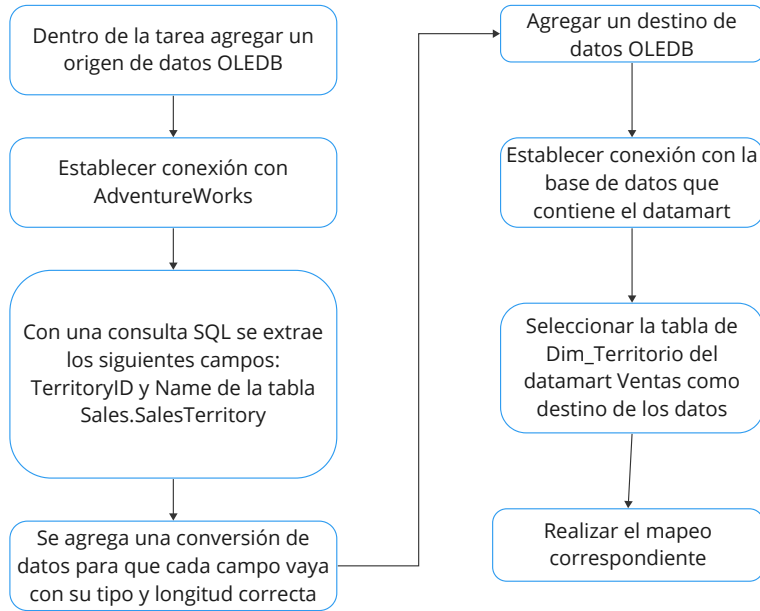 Dentro de la tarea agregar un
origen de datos OLEDB
Establecer conexión con
AdventureWorks
Con una consulta SQL se extrae
los siguientes campos:
TerritoryID y Name de la tabla
Sales.SalesTerritory
Se agrega una conversión de
datos para que cada campo vaya
con su tipo y longitud correcta
Agregar un destino de
datos OLEDB
Establecer conexión con la
base de datos que
contiene el datamart
Seleccionar la tabla de
Dim_Territorio del
datamart Ventas como
destino de los datos
Realizar el mapeo
correspondiente